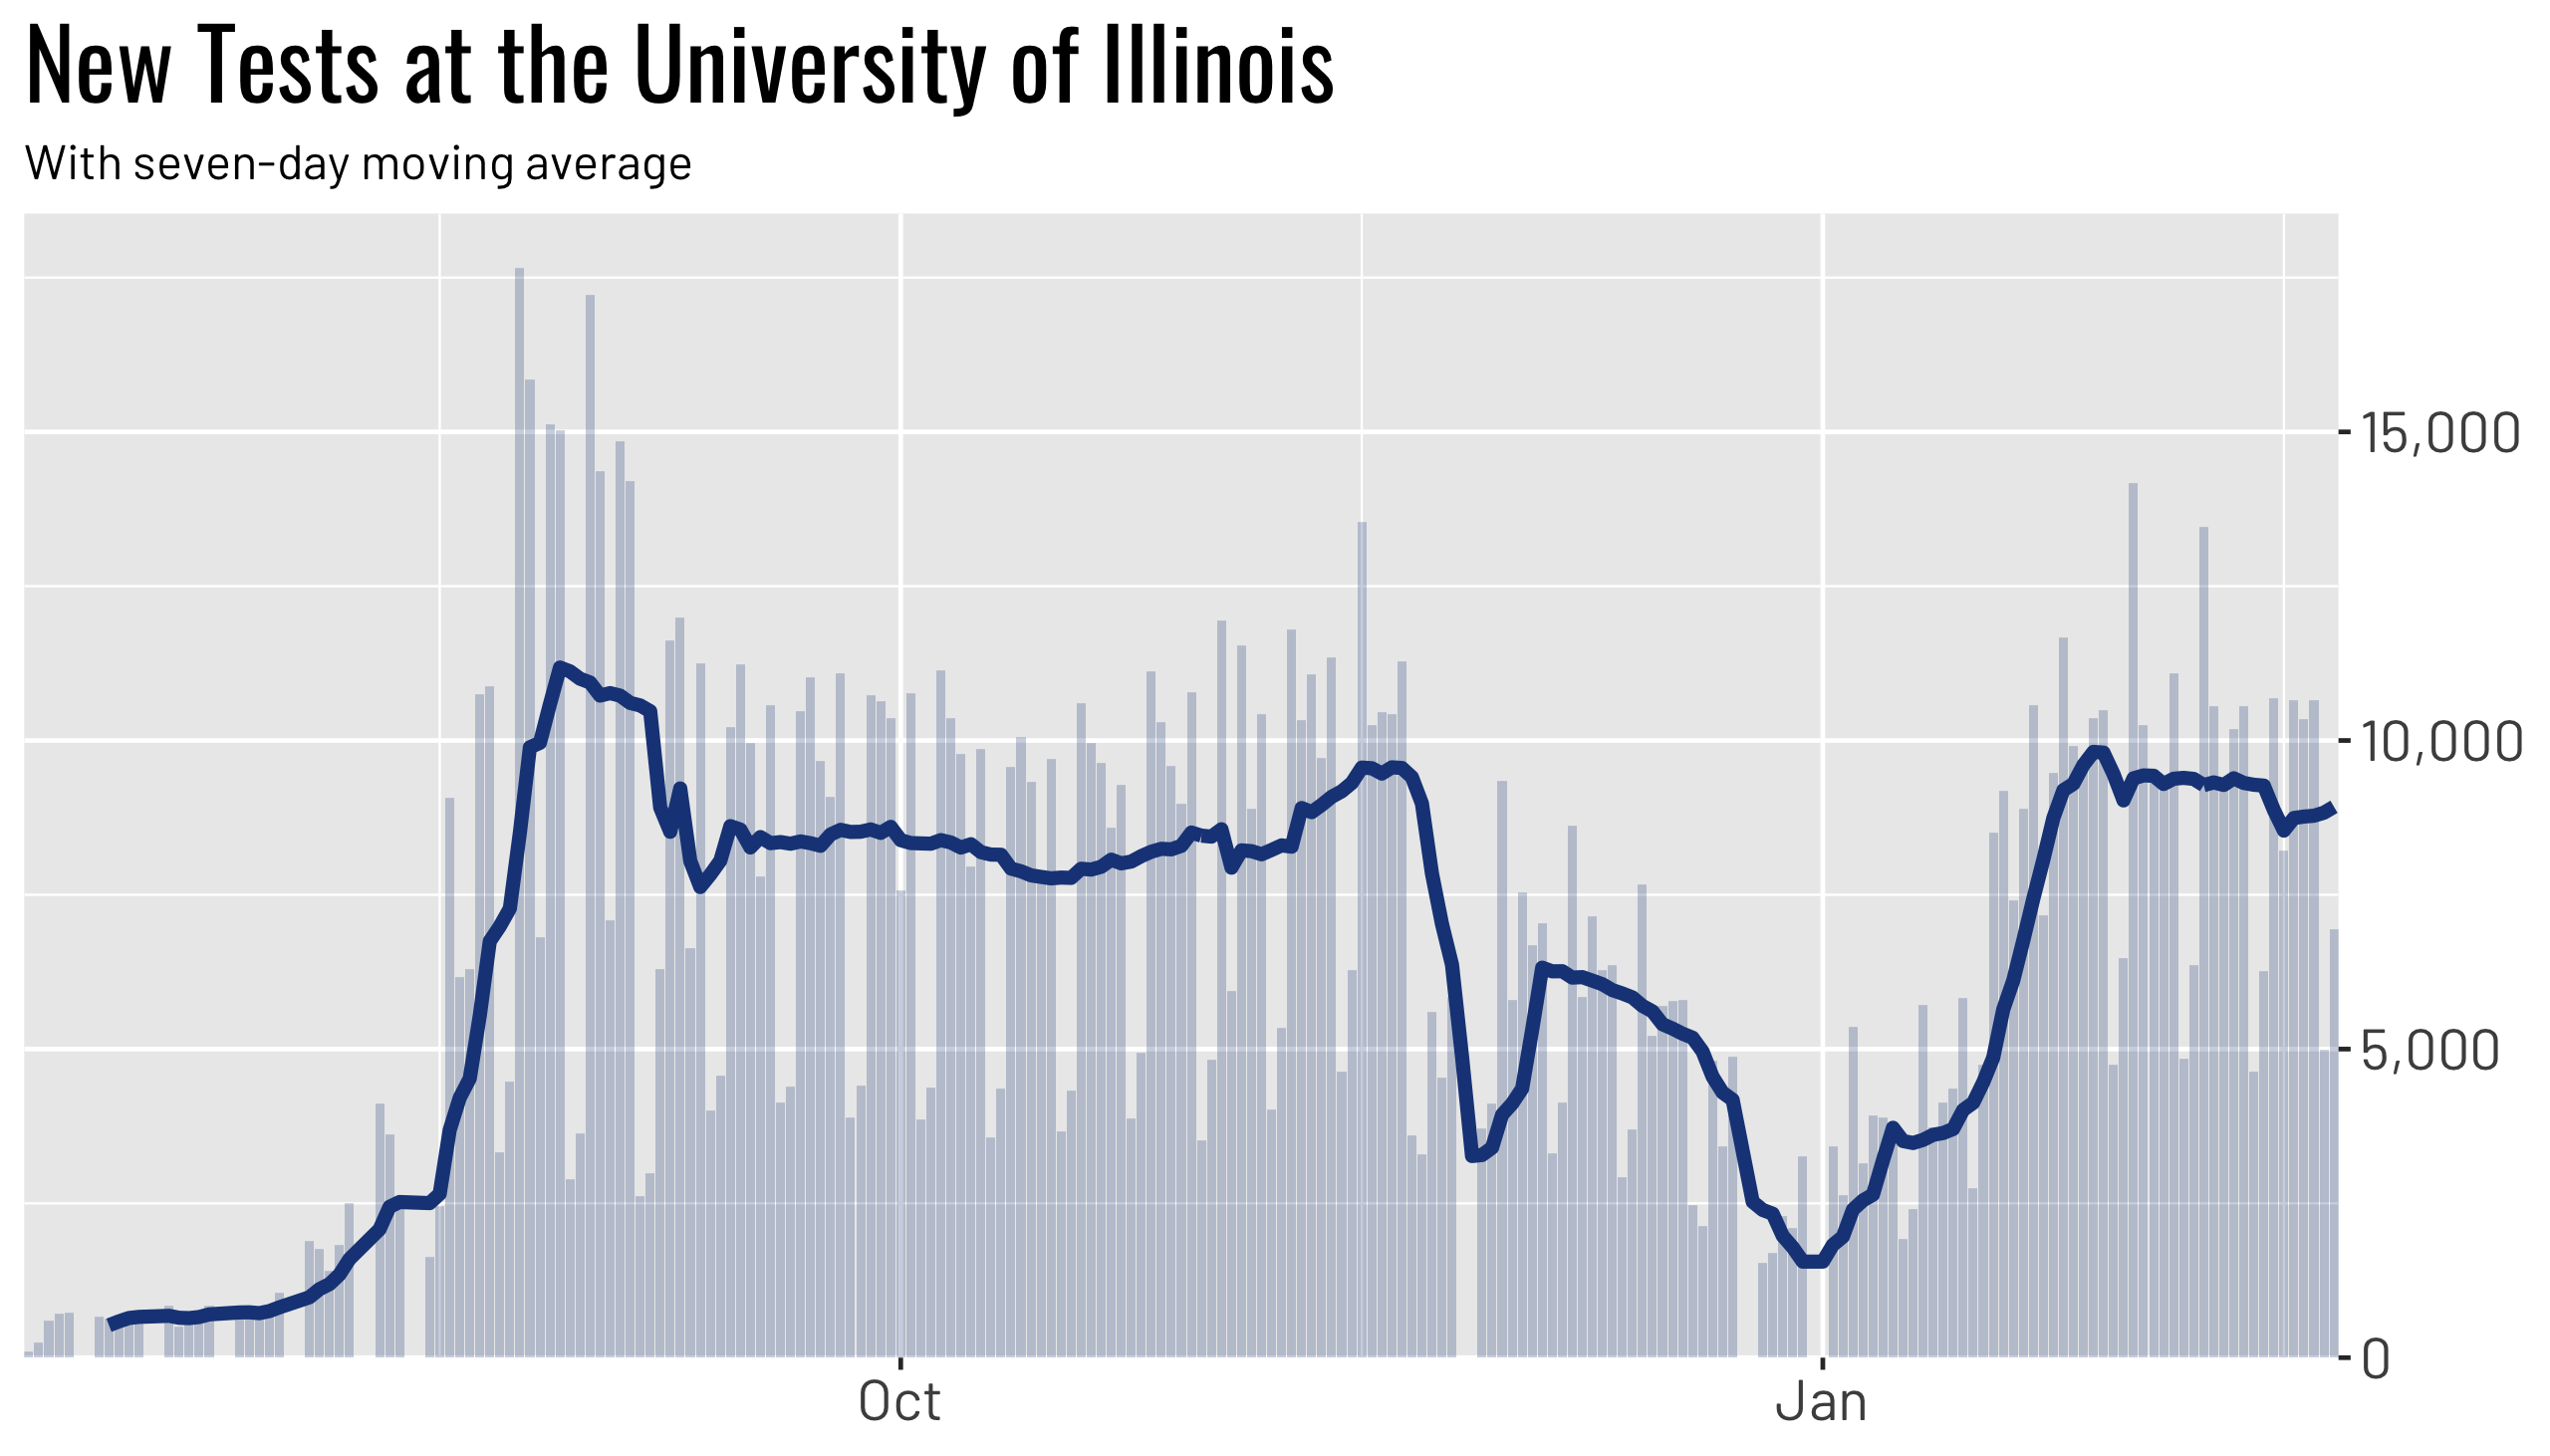 New Tests at the University of Illinois
With seven-day moving average
15,000
10,000
5,000
0
Oct Jan